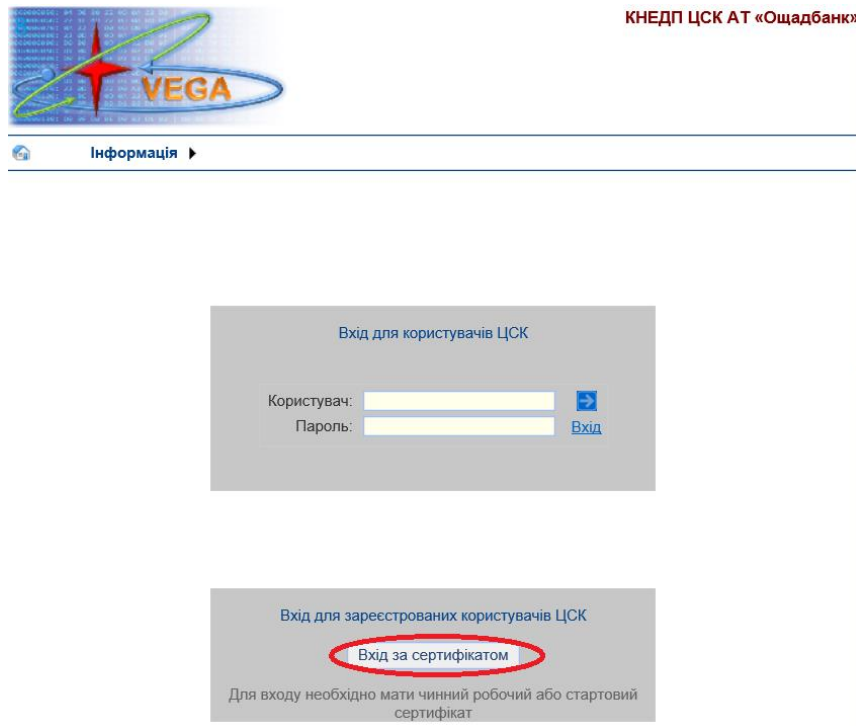 КНЕДП ЦСК АТ «Ощадбанк»
VEGA
Інформація
Вхід для користувачів ЦСК
Користувач:
Пароль:
Вхід
Вхід для зареєстрованих користувачів ЦСК
Вхід за сертифікатом
Для входу необхідно мати чинний робочий або стартовий
сертифікат